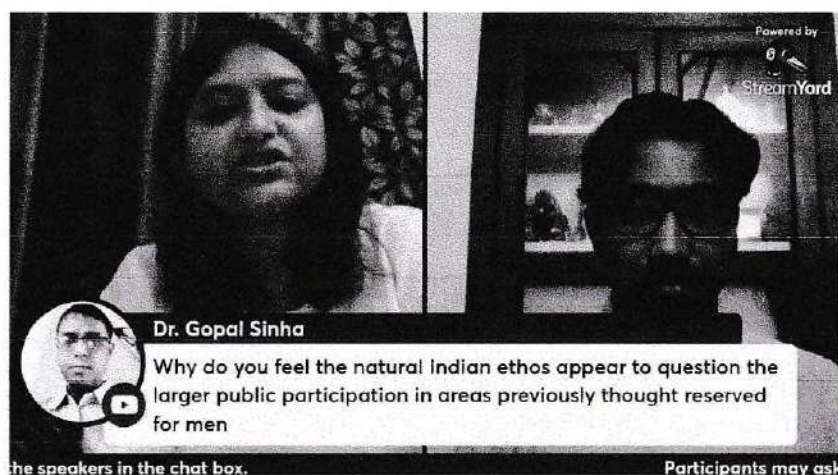 Powered by
StreamYard
Dr. Gopal Sinha
Why do you feel the natural Indian ethos appear to question the
larger public participation in areas previously thought reserved
for men
the speakers in the chat box.
Participants may as